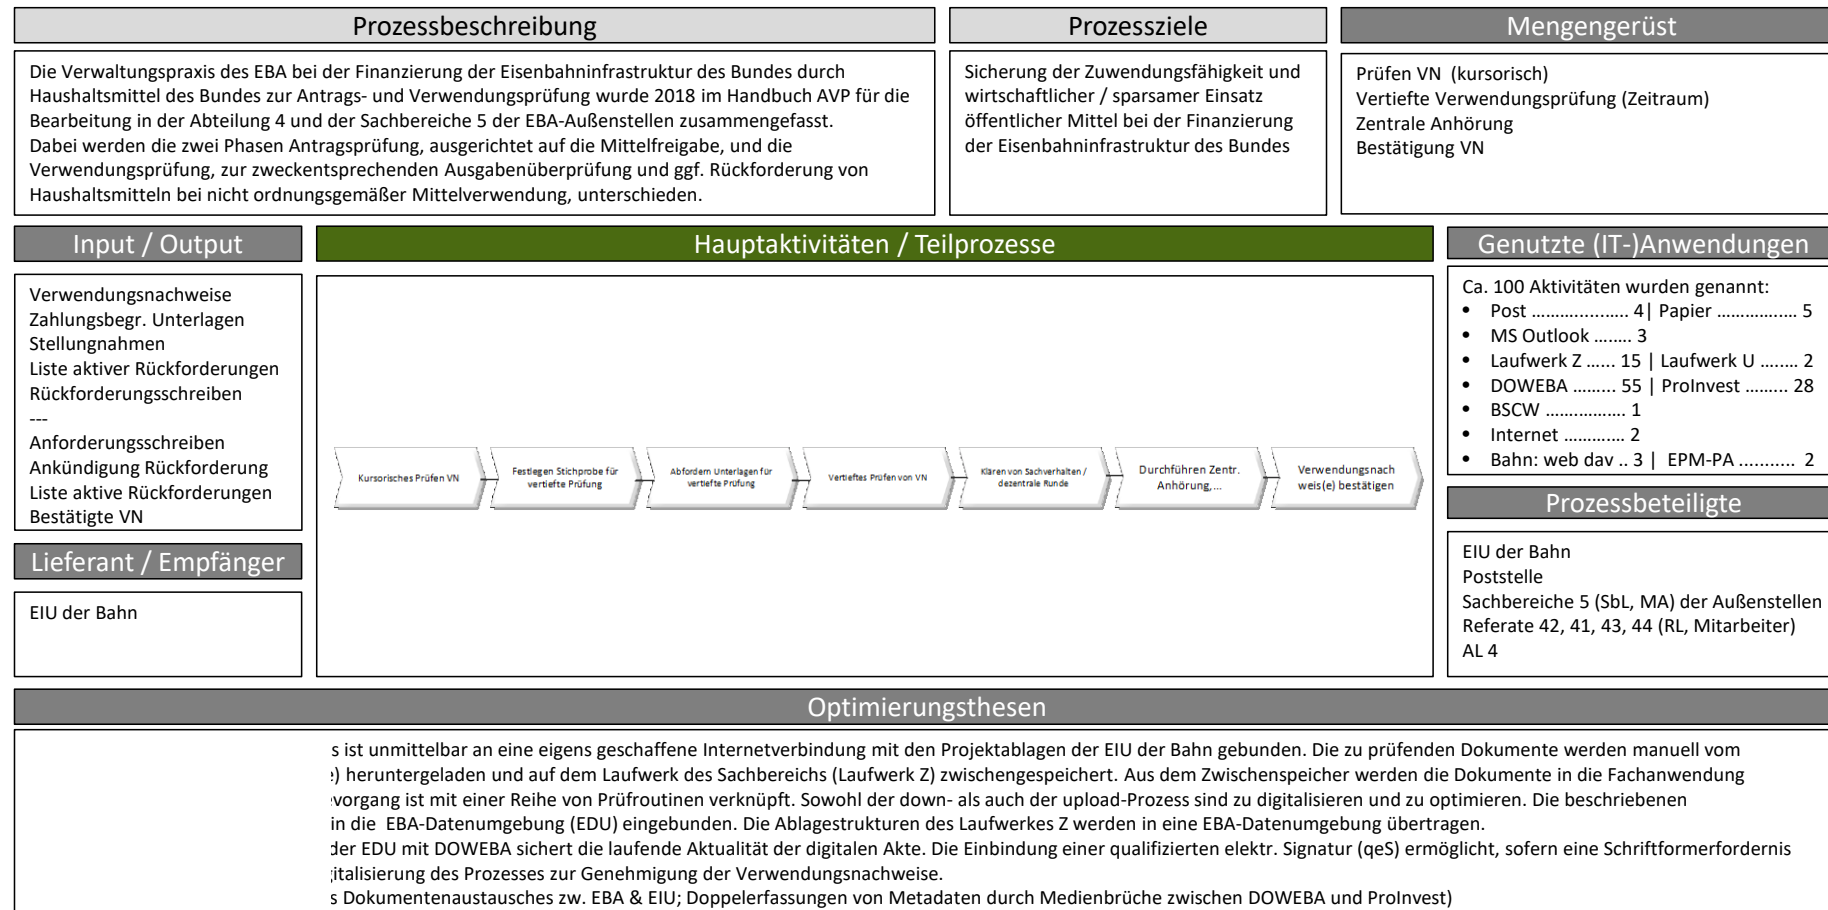 Prozessbeschreibung
Die Verwaltungspraxis des EBA bei der Finanzierung der Eisenbahninfrastruktur des Bundes durch
Haushaltsmittel des Bundes zur Antrags- und Verwendungsprüfung wurde 2018 im Handbuch AVP für die
Bearbeitung in der Abteilung 4 und der Sachbereiche 5 der EBA-Außenstellen zusammengefasst.
Dabei werden die zwei Phasen Antragsprüfung, ausgerichtet auf die Mittelfreigabe, und die
Verwendungsprüfung, zur zweckentsprechenden Ausgabenüberprüfung und ggf. Rückforderung von
Haushaltsmitteln bei nicht ordnungsgemäßer Mittelverwendung, unterschieden.
Prozessziele
Sicherung der Zuwendungsfähigkeit und
wirtschaftlicher / sparsamer Einsatz
öffentlicher Mittel bei der Finanzierung
der Eisenbahninfrastruktur des Bundes
Mengengerüst
Prüfen VN (kursorisch)
Vertiefte Verwendungsprüfung (Zeitraum)
Zentrale Anhörung
Bestätigung VN
Input / Output
Verwendungsnachweise
Zahlungsbegr. Unterlagen
Stellungnahmen
Liste aktiver Rückforderungen
Rückforderungsschreiben
---
Anforderungsschreiben
Ankündigung Rückforderung
Liste aktive Rückforderungen
Bestätigte VN
Lieferant / Empfänger
EIU der Bahn
Hauptaktivitäten / Teilprozesse
Kursorisches Prüfen VN
Festlegen Stichprobe für
vertiefte Prüfung
Abfordern Unterlagen für
vertiefte Prüfung
Vertieftes Prüfen von VN
Klären von Sachverhalten /
dezentrale Runde
Durchführen Zentr.
Anhörung,...
Verwendungsnach
weis(e) bestätigen
Genutzte (IT-)Anwendungen
Ca. 100 Aktivitäten wurden genannt:
• Post ...................... 4| Papier ................. 5
• MS Outlook ........ 3
• Laufwerk Z ...... 15 | Laufwerk U ........ 2
• DOWEBA ......... 55 | ProInvest ......... 28
• BSCW ................ 1
• Internet ............. 2
• Bahn: web dav .. 3 | EPM-PA ........... 2
Prozessbeteiligte
EIU der Bahn
Poststelle
Sachbereiche 5 (SbL, MA) der Außenstellen
Referate 42, 41, 43, 44 (RL, Mitarbeiter)
AL 4
Optimierungsthesen
s ist unmittelbar an eine eigens geschaffene Internetverbindung mit den Projektablagen der EIU der Bahn gebunden. Die zu prüfenden Dokumente werden manuell vom
) heruntergeladen und auf dem Laufwerk des Sachbereichs (Laufwerk Z) zwischengespeichert. Aus dem Zwischenspeicher werden die Dokumente in die Fachanwendung
evorgang ist mit einer Reihe von Prüfroutinen verknüpft. Sowohl der down- als auch der upload-Prozess sind zu digitalisieren und zu optimieren. Die beschriebenen
in die EBA-Datenumgebung (EDU) eingebunden. Die Ablagestrukturen des Laufwerkes Z werden in eine EBA-Datenumgebung übertragen.
der EDU mit DOWEBA sichert die laufende Aktualität der digitalen Akte. Die Einbindung einer qualifizierten elektr. Signatur (qeS) ermöglicht, sofern eine Schriftformerfordernis
italisierung des Prozesses zur Genehmigung der Verwendungsnachweise.
s Dokumentenaustausches zw. EBA & EIU; Doppelerfassungen von Metadaten durch Medienbrüche zwischen DOWEBA und ProInvest)